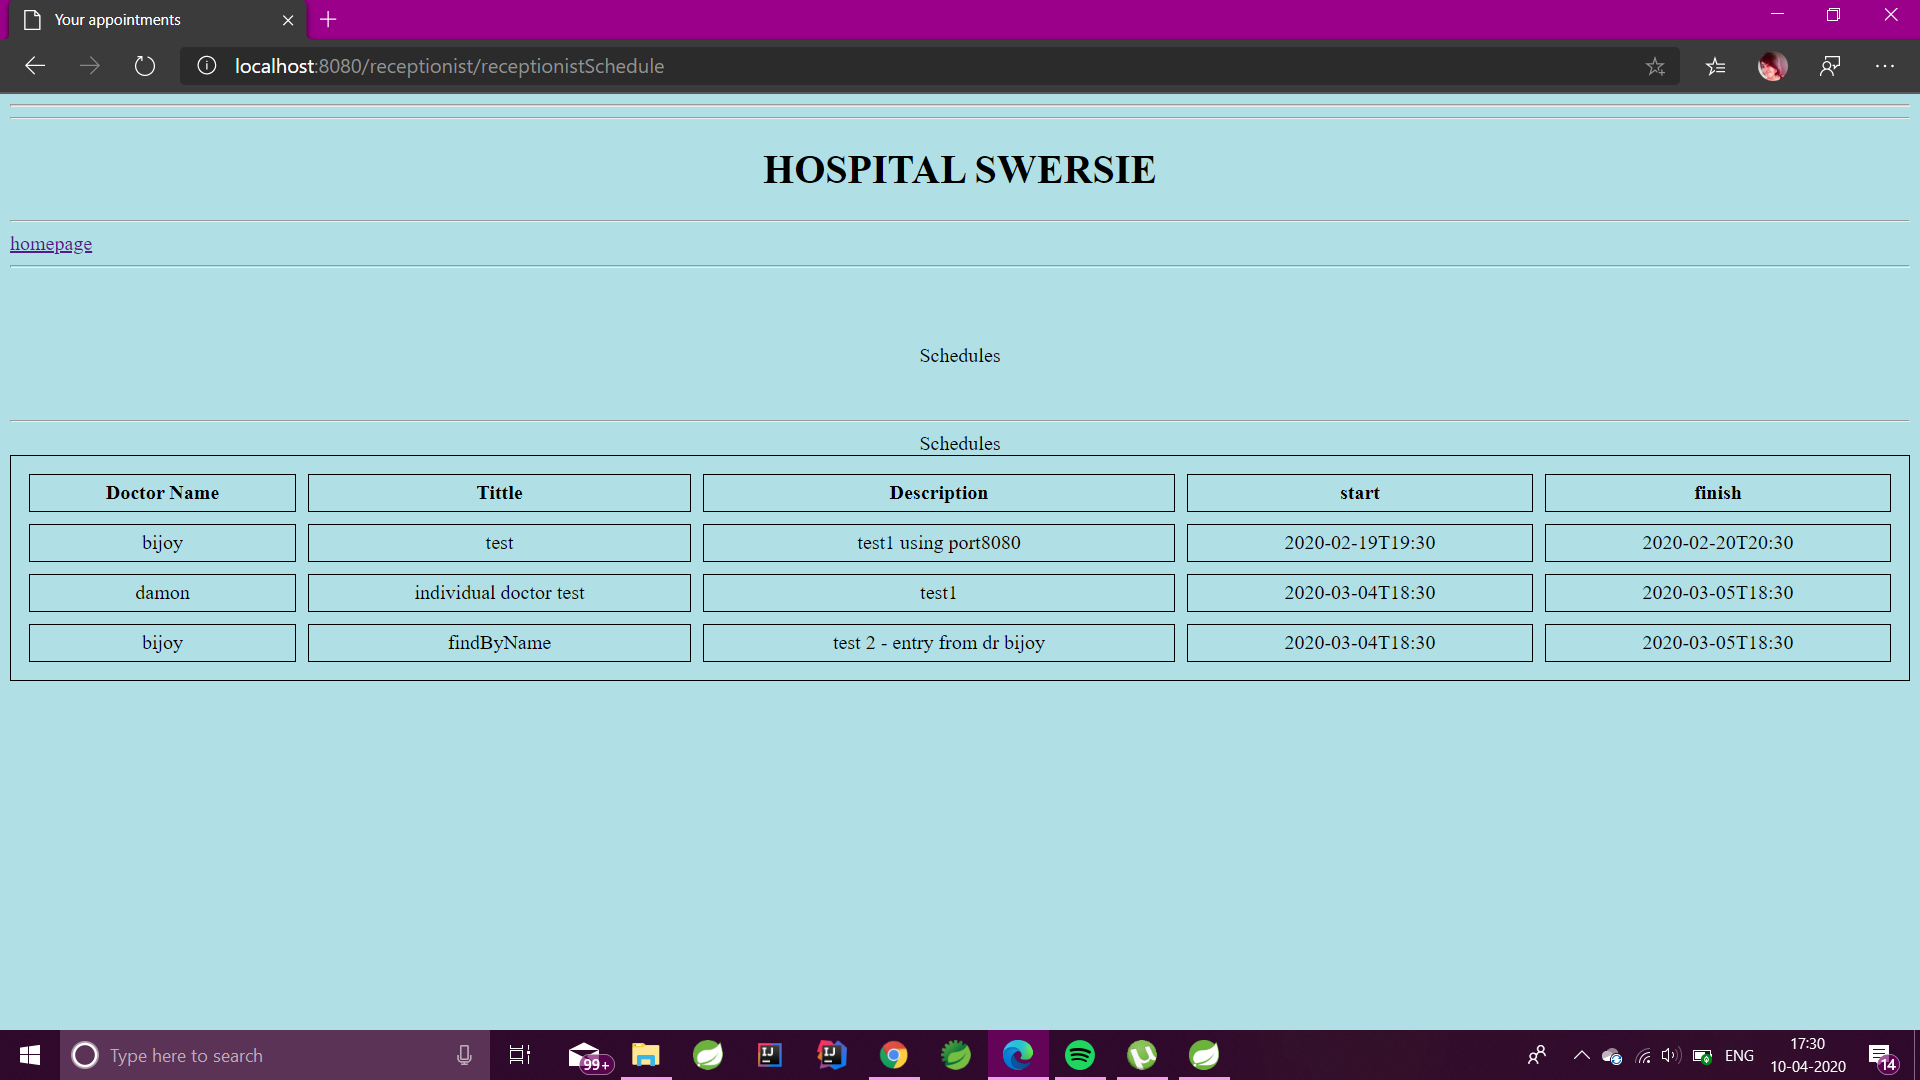 Your appointments
localhost:8080/receptionist/receptionistSchedule
HOSPITAL SWERSIE
homepage
Schedules
Schedules
Doctor Name Tittle Description start finish
bijoy test test1 using port8080 2020-02-19T19:30 2020-02-20T20:30
damon individual doctor test test1 2020-03-04T18:30 2020-03-05T18:30
bijoy findByName test 2 - entry from dr bijoy 2020-03-04T18:30 2020-03-05T18:30
Type here to search
99+
IJ
IJ
ENG
17:30
10-04-2020
14